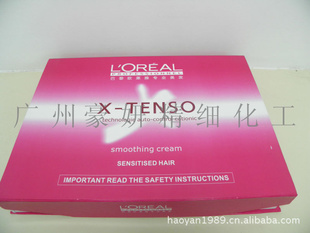 L'ORÉAL
PROFESSIONNEL
X-TENSO
广州豪妍精细化工
smoothing cream
SENSITISED HAIR
IMPORTANT READ THE SAFETY INSTRUCTIONS
haoyan1989.cn.alibaba.com